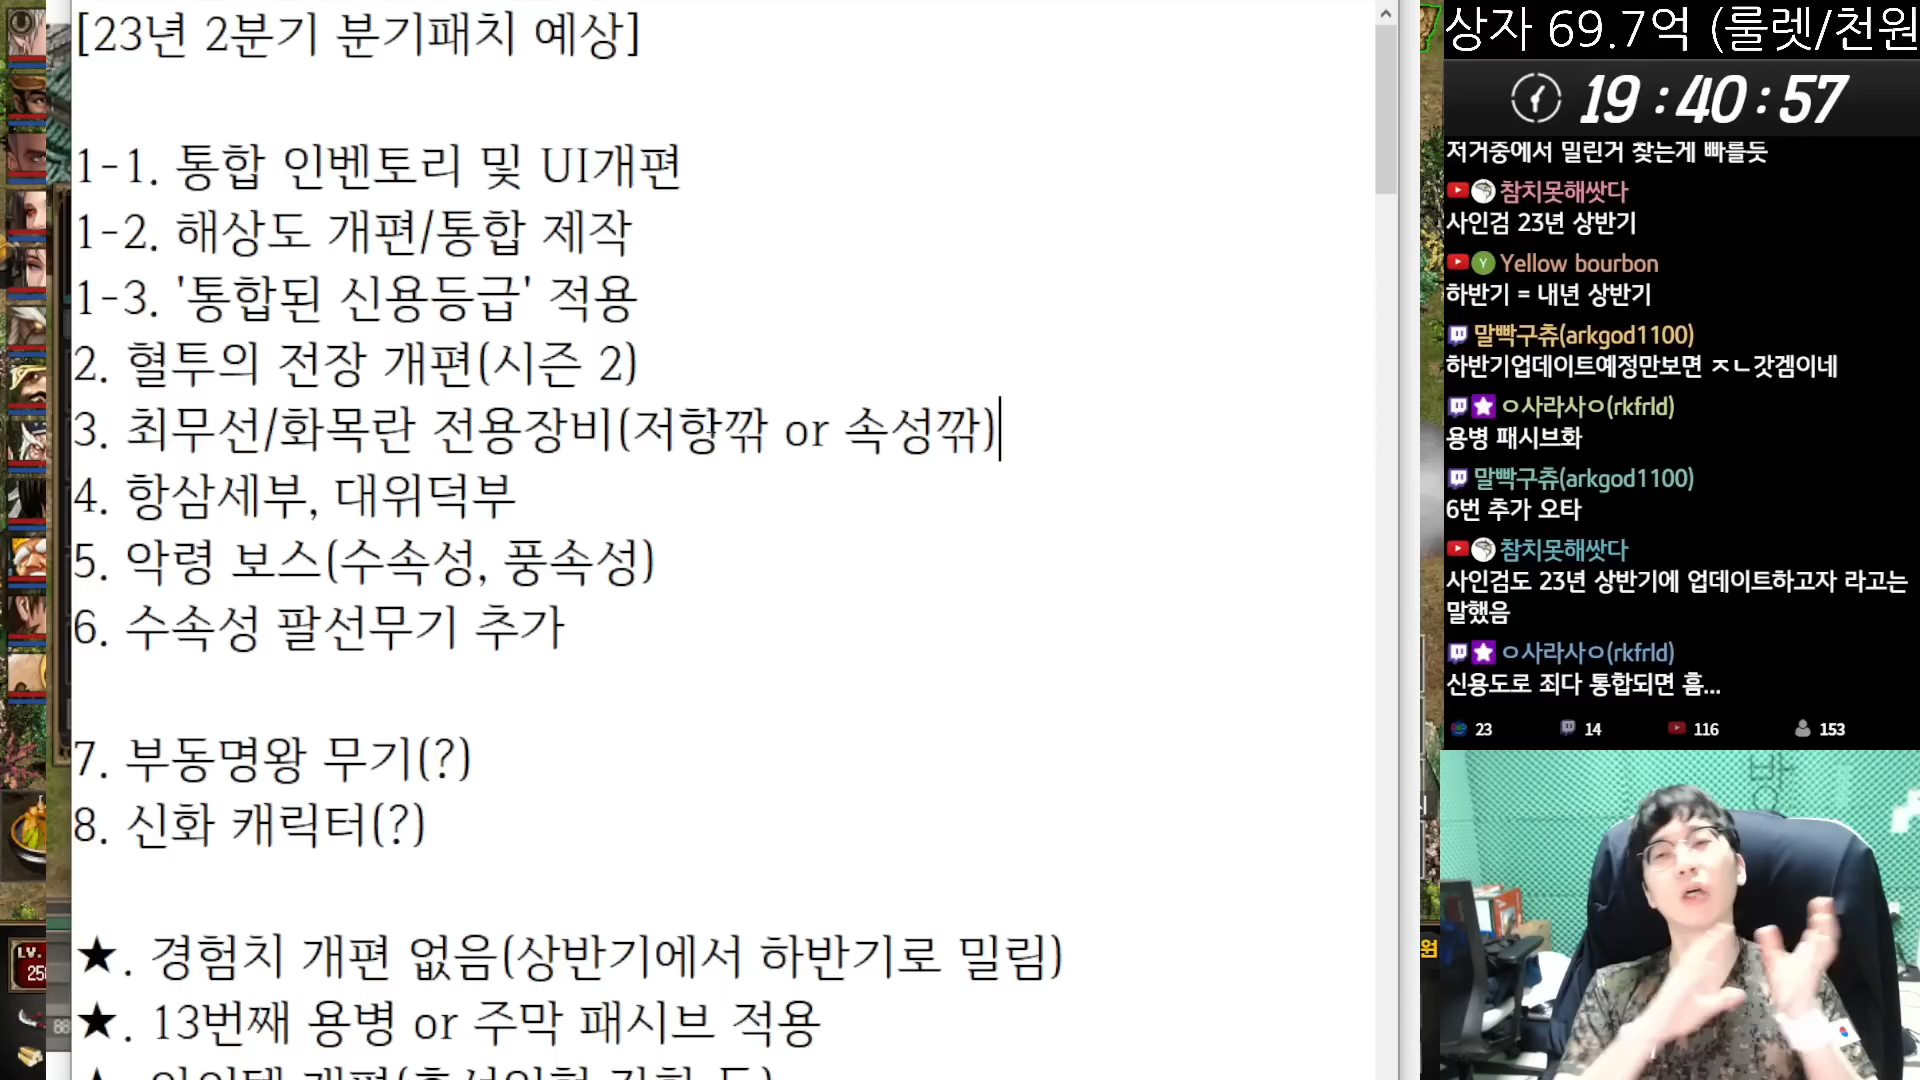 [23년 2분기 분기패치 예상]
1-1. 통합 인벤토리 및 UI개편
1-2. 해상도 개편/통합 제작
1-3. '통합된 신용등급' 적용
2. 혈투의 전장 개편(시즌 2)
3. 최무선/화목란 전용장비(저항깎 or 속성깎)
4. 항삼세부, 대위덕부
5. 악령 보스(수속성, 풍속성)
6. 수속성 팔선무기 추가
7. 부동명왕 무기(?)
8. 신화 캐릭터(?)
★. 경험치 개편 없음(상반기에서 하반기로 밀림)
★. 13번째 용병 or 주막 패시브 적용
상자 69.7억 (룰렛/천원
19:40:57
저거중에서 밀린거 찾는게 빠를듯
참치못해쌋다
사인검 23년 상반기
Y Yellow bourbon
하반기 = 내년 상반기
말빡구츄(arkgod1100)
하반기업데이트예정만보면 ㅈㄴ갓겜이네
ㅇ사라사ㅇ(rkfrld)
용병 패시브화
말빡구츄(arkgod1100)
6번 추가 오타
참치못해쌋다
사인검도 23년 상반기에 업데이트하고자 라고는
말했음
ㅇ사라사ㅇ(rkfrld)
신용도로 죄다 통합되면 흠...
23 14 116 153
LV.
25
88
원